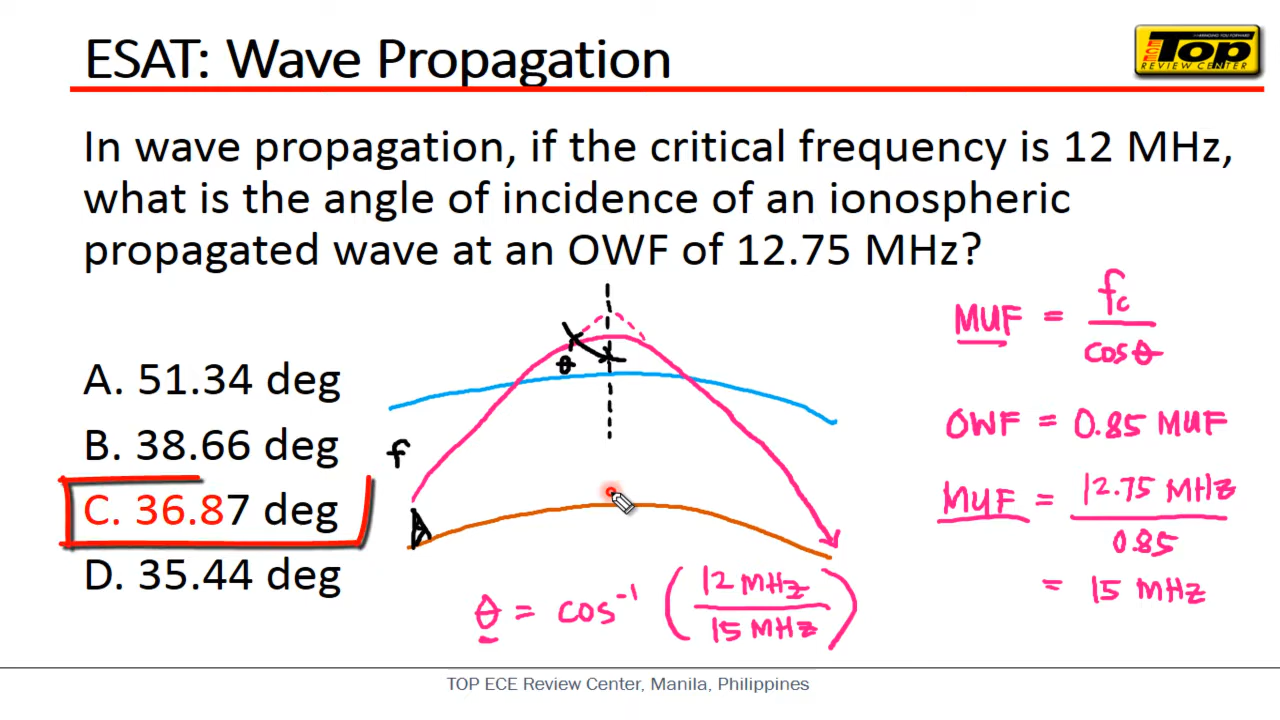 ESAT: Wave Propagation
ECE Top
REVIEW CENTER
In wave propagation, if the critical frequency is 12 MHz,
what is the angle of incidence of an ionospheric
propagated wave at an OWF of 12.75 MHz?
A. 51.34 deg
B. 38.66 deg
C. 36.87 deg
D. 35.44 deg
θ
f
MUF = fc / cosθ
OWF = 0.85 MUF
MUF = 12.75 MHz / 0.85
= 15 MHz
θ = cos⁻¹ (12 MHz / 15 MHz)
TOP ECE Review Center, Manila, Philippines